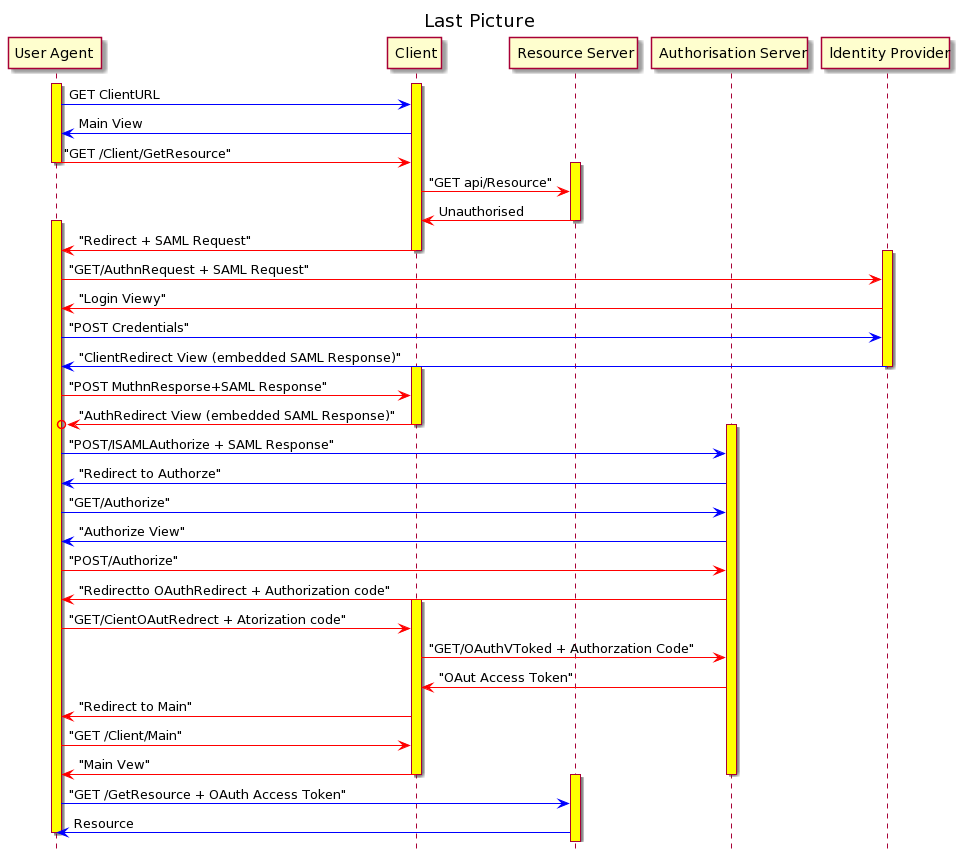 Last Picture
User Agent
Client
Resource Server
Authorisation Server
Identity Provider
GET ClientURL
Main View
"GET /Client/GetResource"
"GET api/Resource"
Unauthorised
"Redirect + SAML Request"
"GET/AuthnRequest + SAML Request"
"Login Viewy"
"POST Credentials"
"ClientRedirect View (embedded SAML Response)"
"POST MuthnResporse+SAML Response"
"AuthRedirect View (embedded SAML Response)"
"POST/ISAMLAuthorize + SAML Response"
"Redirect to Authorze"
"GET/Authorize"
"Authorize View"
"POST/Authorize"
"Redirectto OAuthRedirect + Authorization code"
"GET/CientOAutRedrect + Atorization code"
"GET/OAuthVToked + Authorzation Code"
"OAut Access Token"
"Redirect to Main"
"GET /Client/Main"
"Main Vew"
"GET /GetResource + OAuth Access Token"
Resource